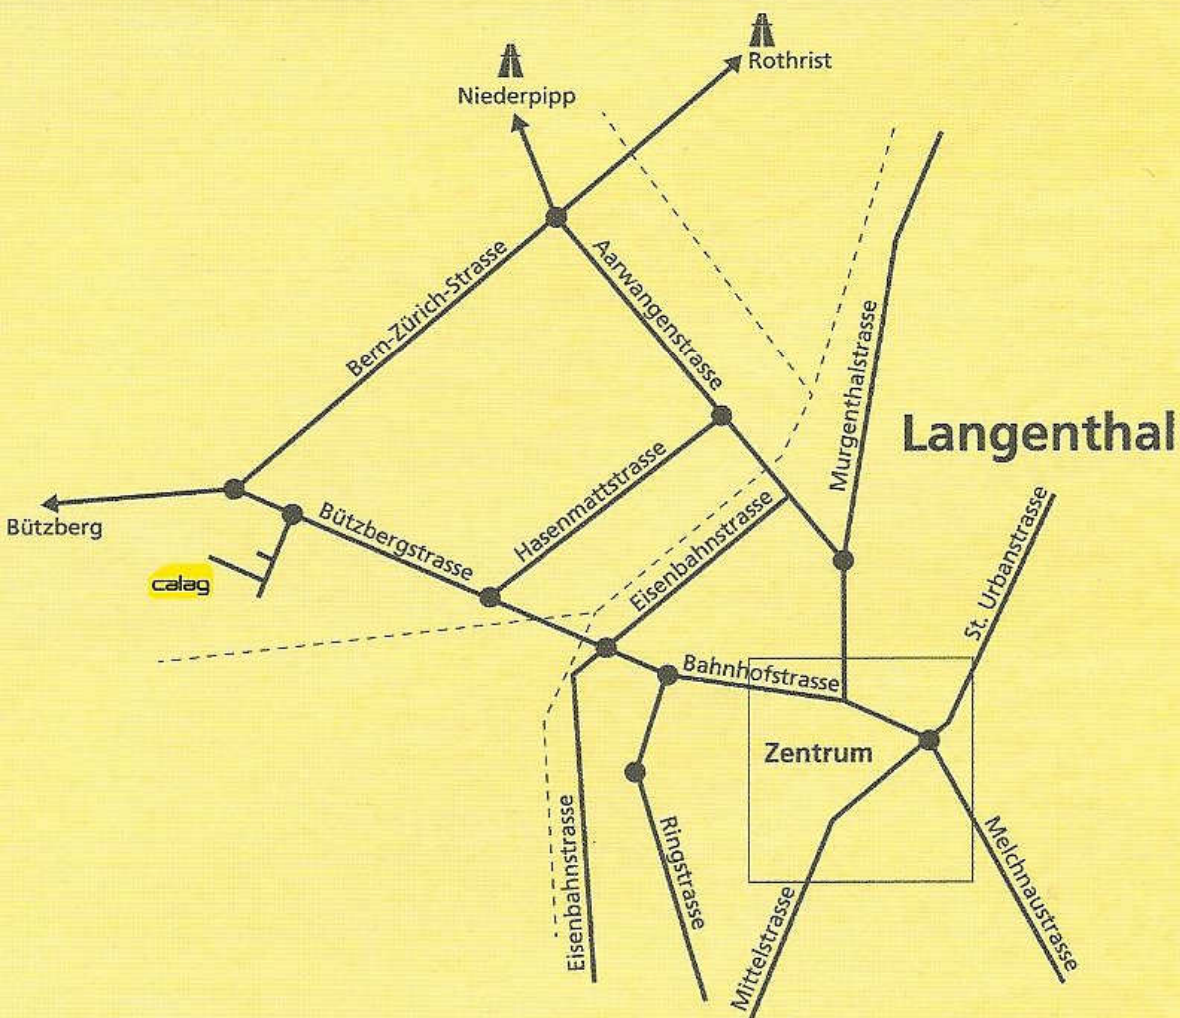 Rothrist
Niederpipp
Bern-Zürich-Strasse
Aarwangenstrasse
Murgenthalstrasse
Langenthal
Hasenmattstrasse
Bützberg
Bützbergstrasse
calag
Eisenbahnstrasse
St. Urbanstrasse
Bahnhofstrasse
Zentrum
Eisenbahnstrasse
Ringstrasse
Mittelstrasse
Melchnaustrasse